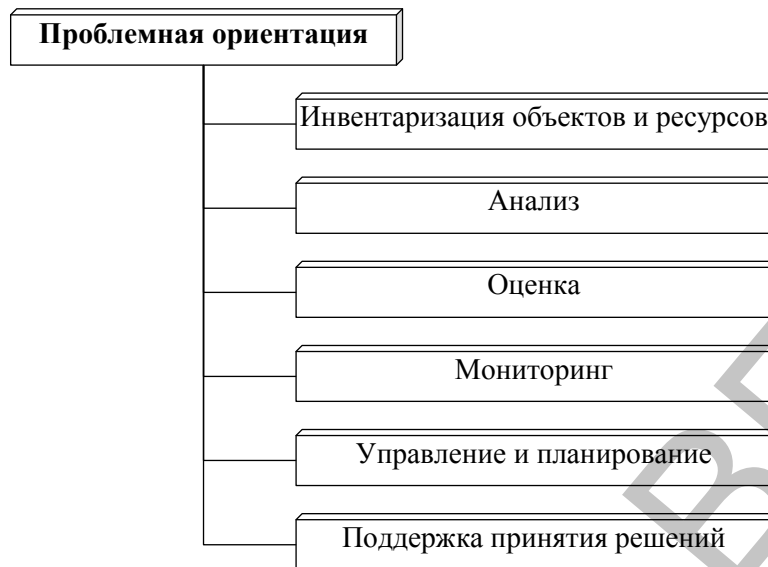 Проблемная ориентация
Инвентаризация объектов и ресурсов
Анализ
Оценка
Мониторинг
Управление и планирование
Поддержка принятия решений